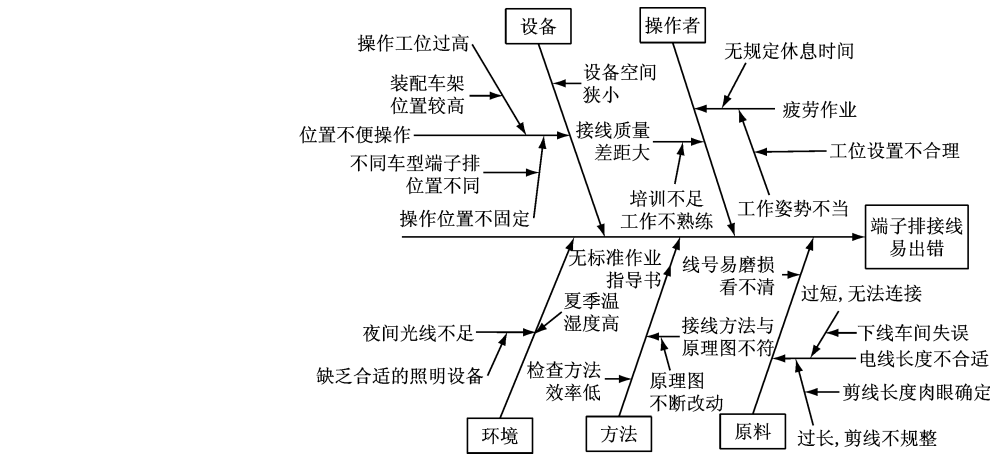 设备
操作者
操作工位过高
无规定休息时间
设备空间
狭小
装配车架
位置较高
疲劳作业
位置不便操作
接线质量
差距大
工位设置不合理
不同车型端子排
位置不同
培训不足
工作不熟练
工作姿势不当
操作位置不固定
端子排接线
易出错
无标准作业
指导书
线号易磨损
看不清
过短,无法连接
夏季温
湿度高
夜间光线不足
接线方法与
原理图不符
下线车间失误
电线长度不合适
缺乏合适的照明设备
检查方法
效率低
原理图
不断改动
剪线长度肉眼确定
环境
方法
原料
过长,剪线不规整